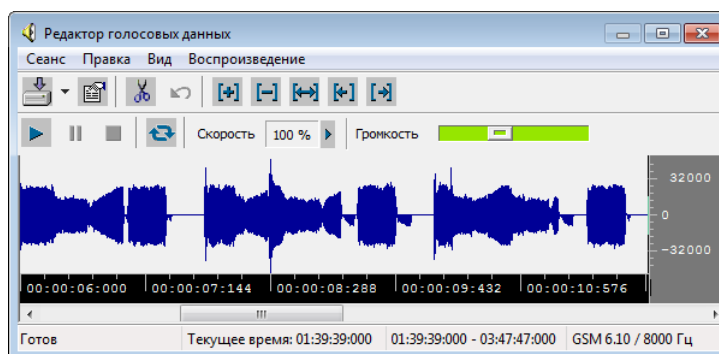 Редактор голосовых данных
Сеанс Правка Вид Воспроизведение
Скорость 100 % Громкость
32000
0
-32000
00:00:06:000 00:00:07:144 00:00:08:288 00:00:09:432 00:00:10:576
Готов Текущее время: 01:39:39:000 01:39:39:000 - 03:47:47:000 GSM 6.10 / 8000 Гц